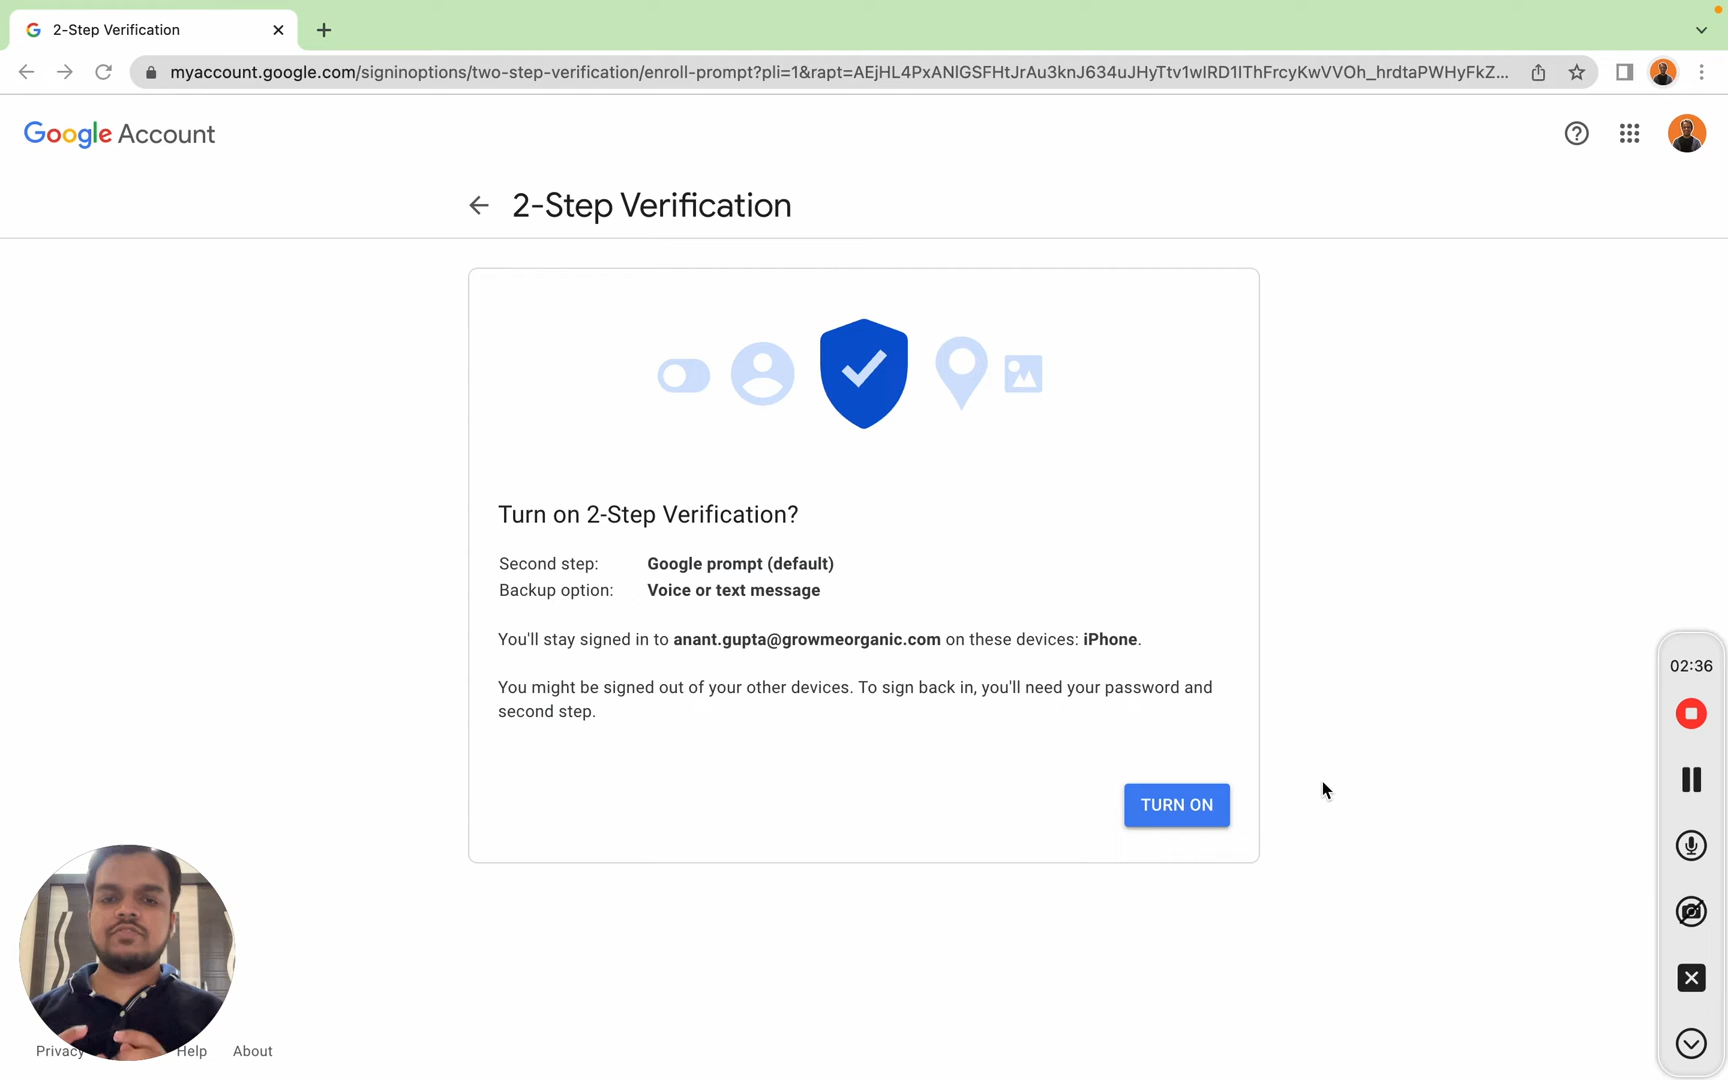 2-Step Verification
myaccount.google.com/signinoptions/two-step-verification/enroll-prompt?pli=1&rapt=AEjHL4PxANlGSFHtJrAu3knJ634uJHyTtv1wlRD1IThFrcyKwVVOh_hrdtaPWHyFkZ...
Google Account
2-Step Verification
Turn on 2-Step Verification?
Second step: Google prompt (default)
Backup option: Voice or text message
You'll stay signed in to anant.gupta@growmeorganic.com on these devices: iPhone.
You might be signed out of your other devices. To sign back in, you'll need your password and
second step.
TURN ON
02:36
Privacy Help About